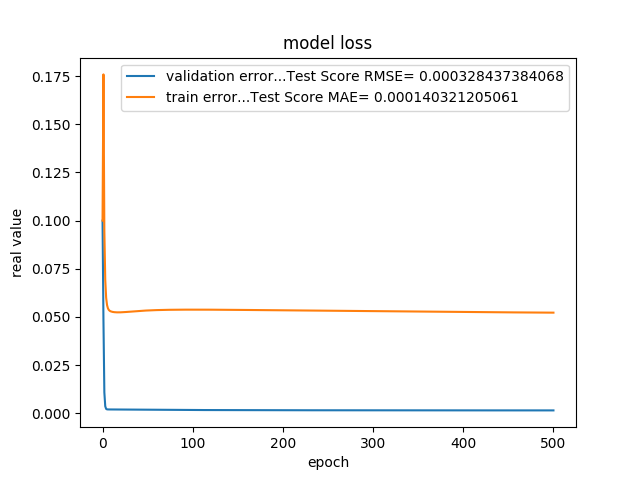 model loss
validation error...Test Score RMSE= 0.000328437384068
train error...Test Score MAE= 0.000140321205061
real value
0.175
0.150
0.125
0.100
0.075
0.050
0.025
0.000
0 100 200 300 400 500
epoch